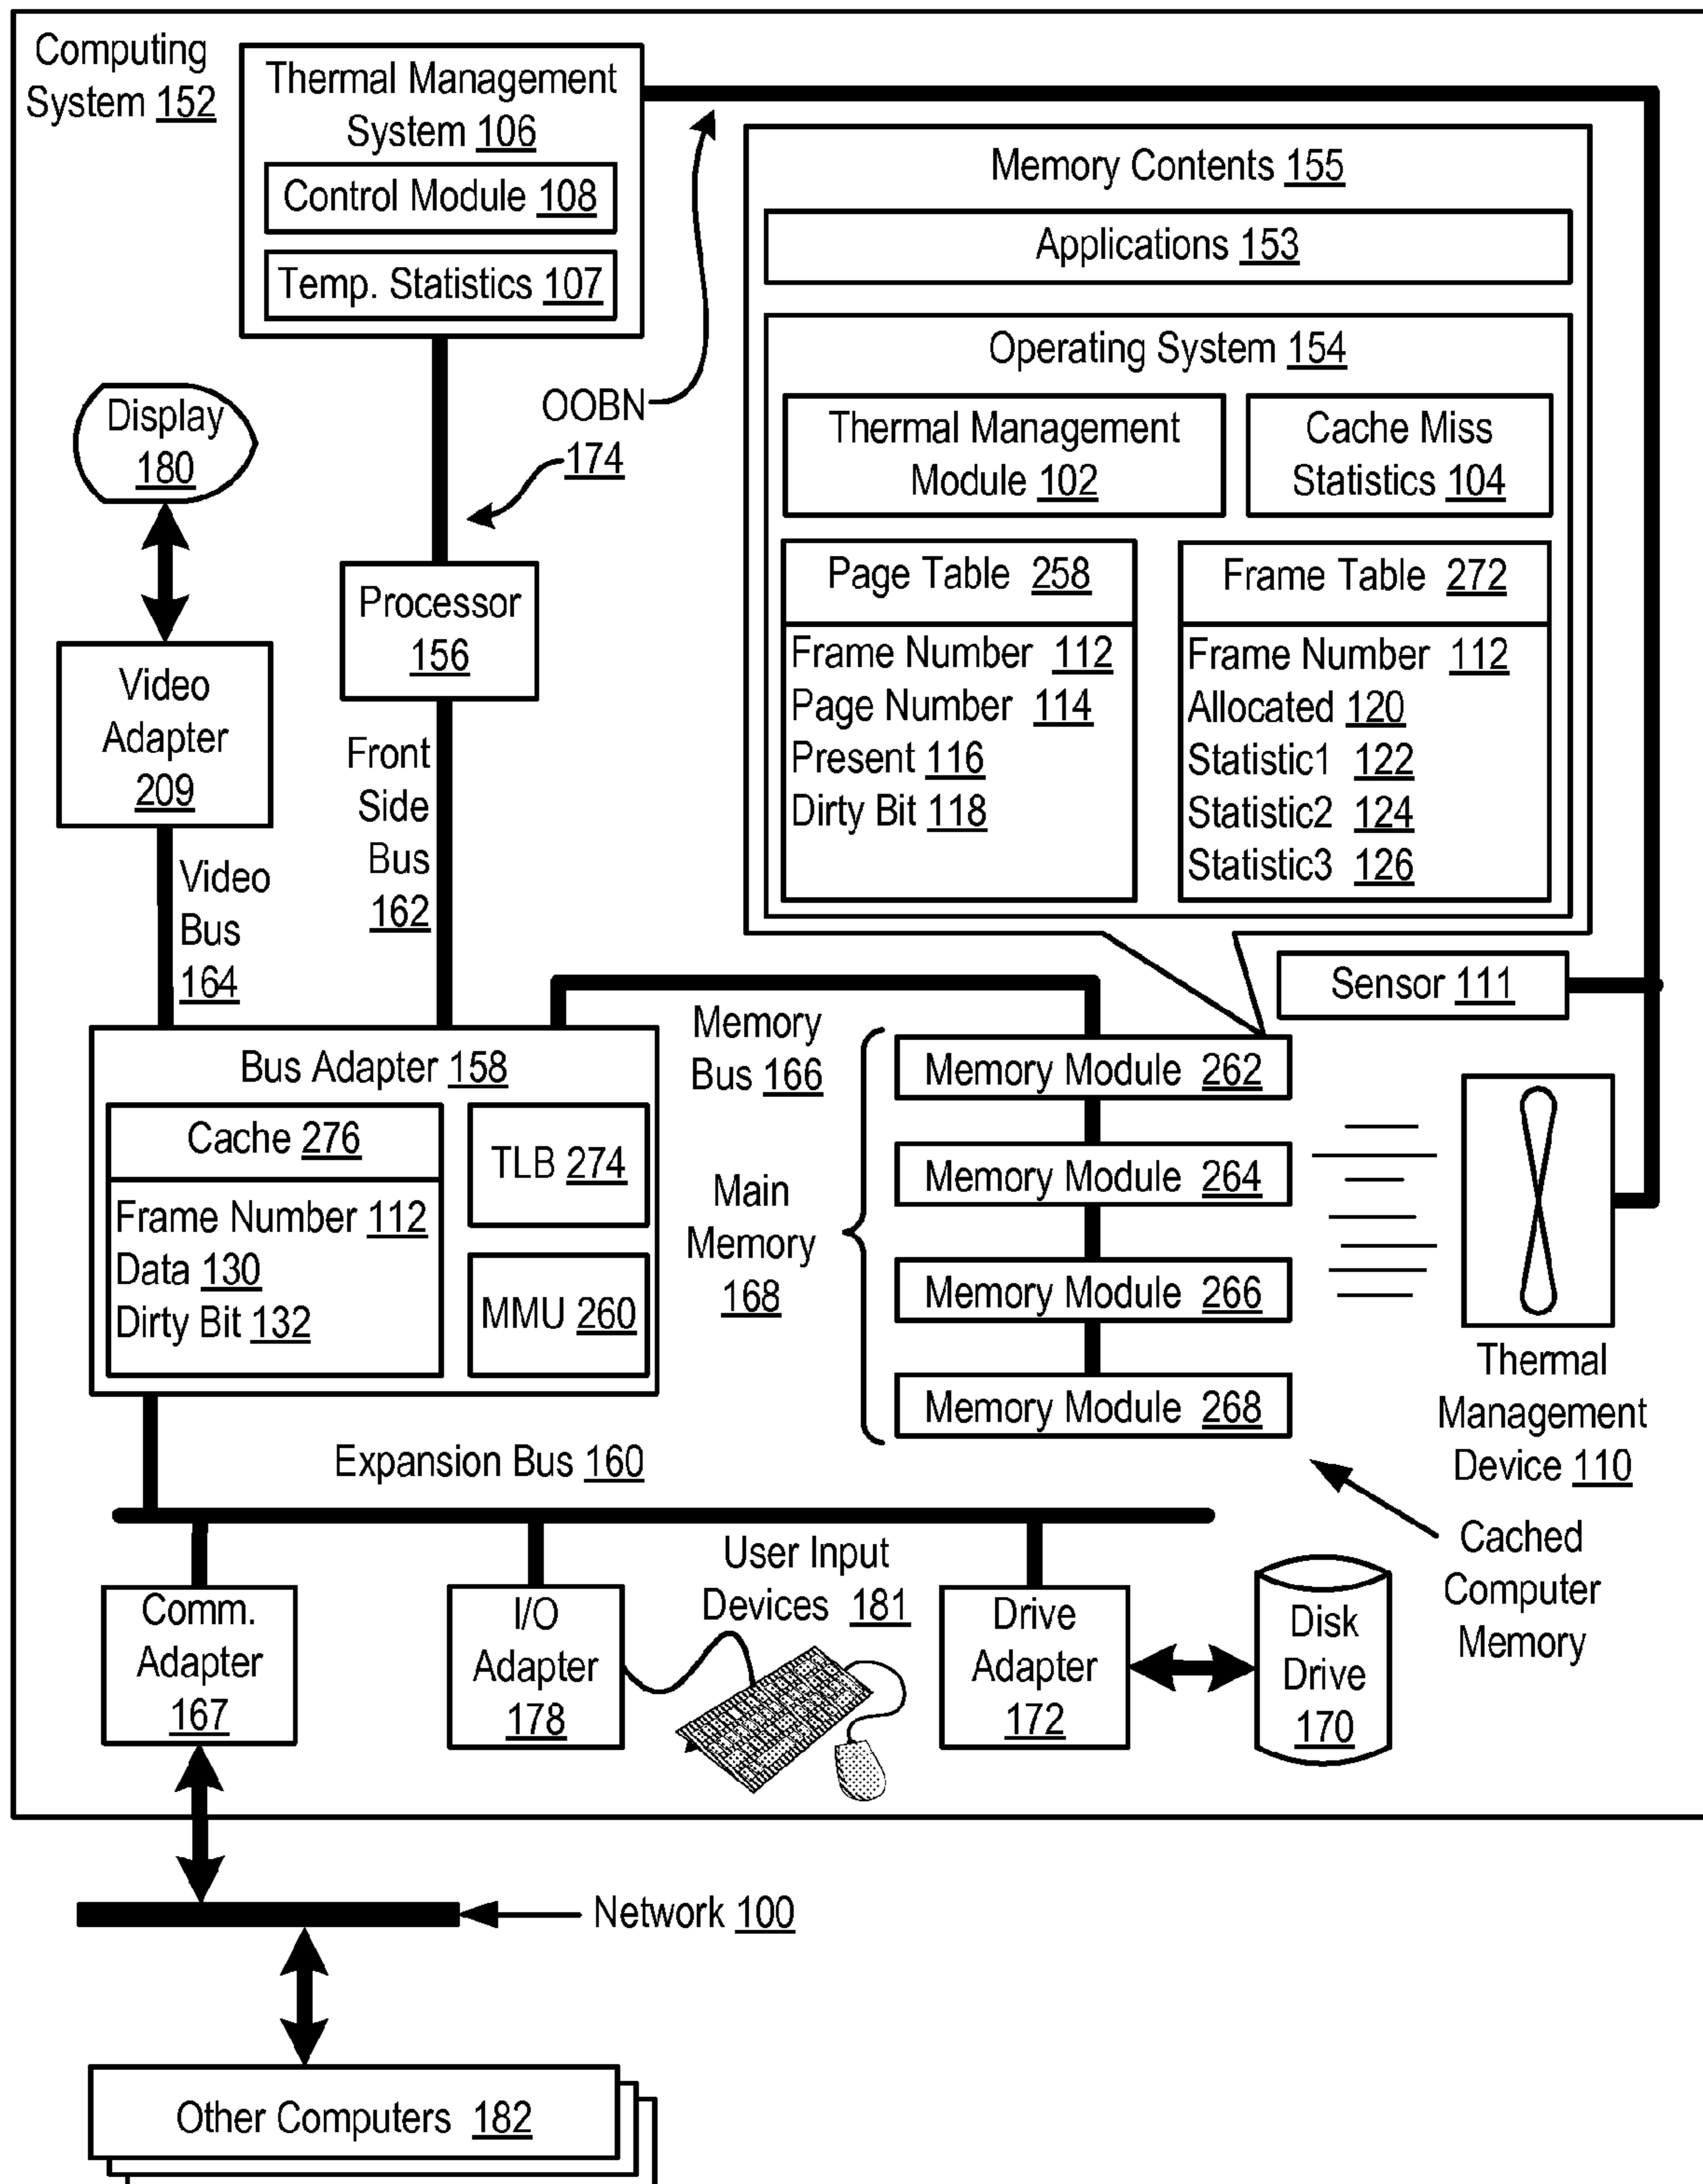 Computing
System 152
Thermal Management
System 106
Control Module 108
Temp. Statistics 107
OOBN
174
Memory Contents 155
Applications 153
Operating System 154
Thermal Management
Module 102
Cache Miss
Statistics 104
Page Table 258
Frame Number 112
Page Number 114
Present 116
Dirty Bit 118
Frame Table 272
Frame Number 112
Allocated 120
Statistic1 122
Statistic2 124
Statistic3 126
Display
180
Processor
156
Video
Adapter
209
Front
Side
Bus
162
Video
Bus
164
Sensor 111
Memory
Bus 166
Bus Adapter 158
Cache 276
Frame Number 112
Data 130
Dirty Bit 132
TLB 274
MMU 260
Main
Memory
168
Memory Module 262
Memory Module 264
Memory Module 266
Memory Module 268
Thermal
Management
Device 110
Expansion Bus 160
Cached
Computer
Memory
Comm.
Adapter
167
I/O
Adapter
178
User Input
Devices 181
Drive
Adapter
172
Disk
Drive
170
Network 100
Other Computers 182